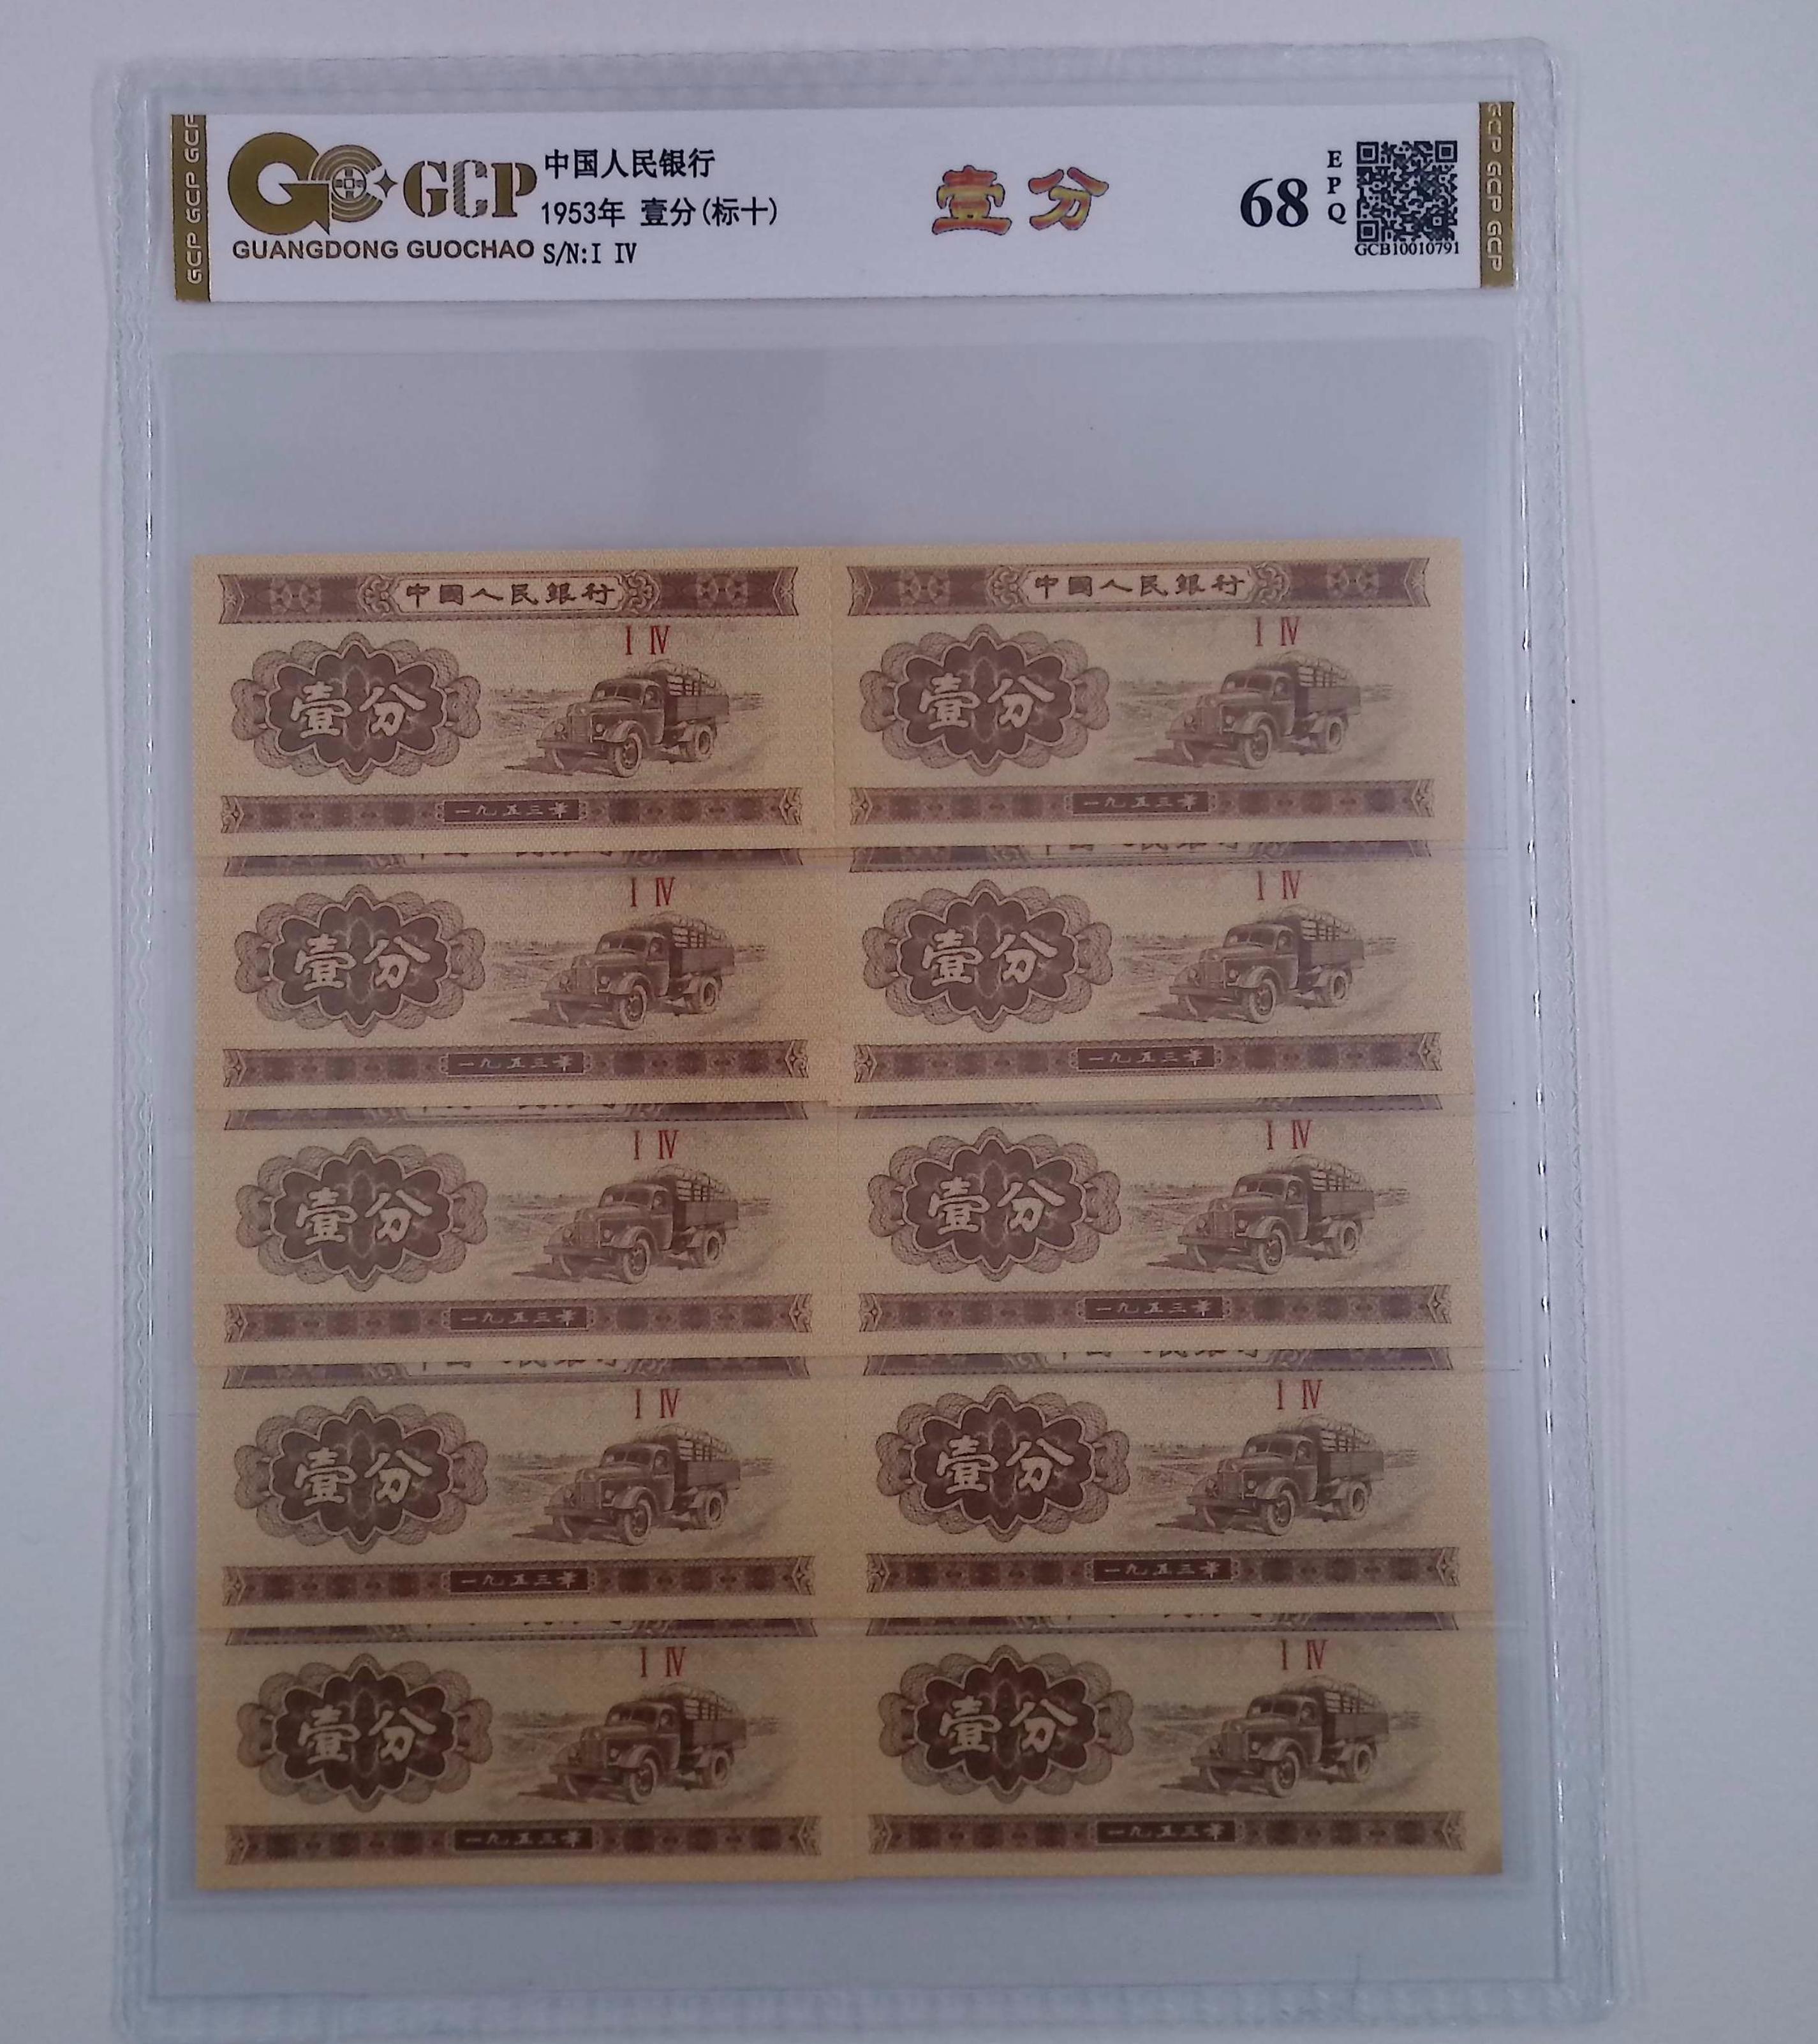 GCP GCP GCP
GCP
中国人民银行
1953年 壹分(标十)
GUANGDONG GUOCHAO
S/N:I IV
壹分
68
EPQ
GCB10010791
GCP GCP GCP
中國人民銀行
I IV
壹分
一九五三年
中國人民銀行
I IV
壹分
一九五三年
I IV
壹分
一九五三年
I IV
壹分
一九五三年
I IV
壹分
一九五三年
I IV
壹分
一九五三年
I IV
壹分
一九五三年
I IV
壹分
一九五三年
I IV
壹分
一九五三年
I IV
壹分
一九五三年